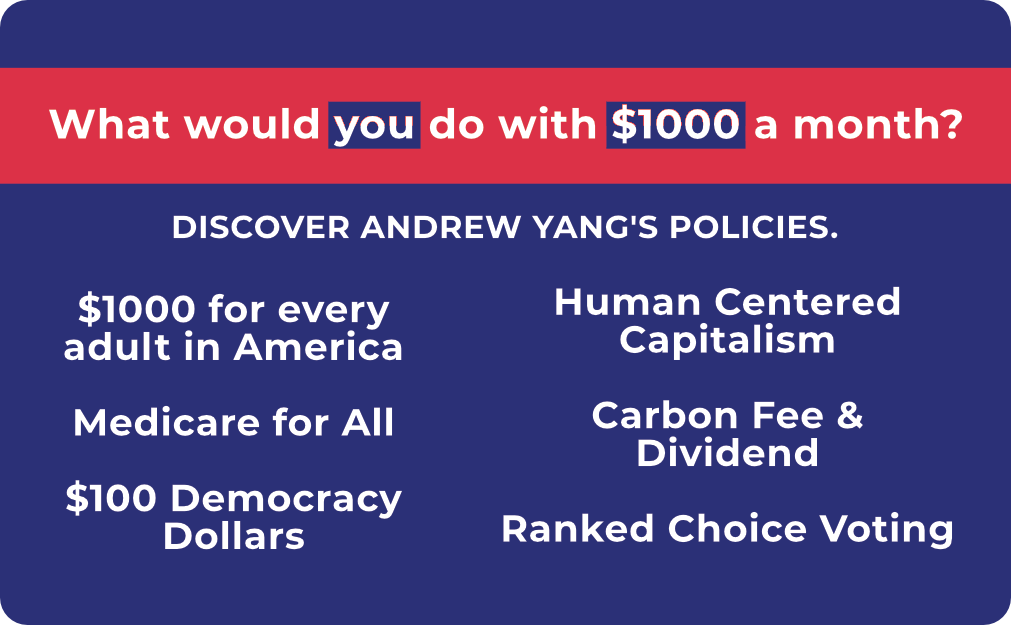 What would you do with $1000 a month?
DISCOVER ANDREW YANG'S POLICIES.
$1000 for every
adult in America
Medicare for All
$100 Democracy
Dollars
Human Centered
Capitalism
Carbon Fee &
Dividend
Ranked Choice Voting